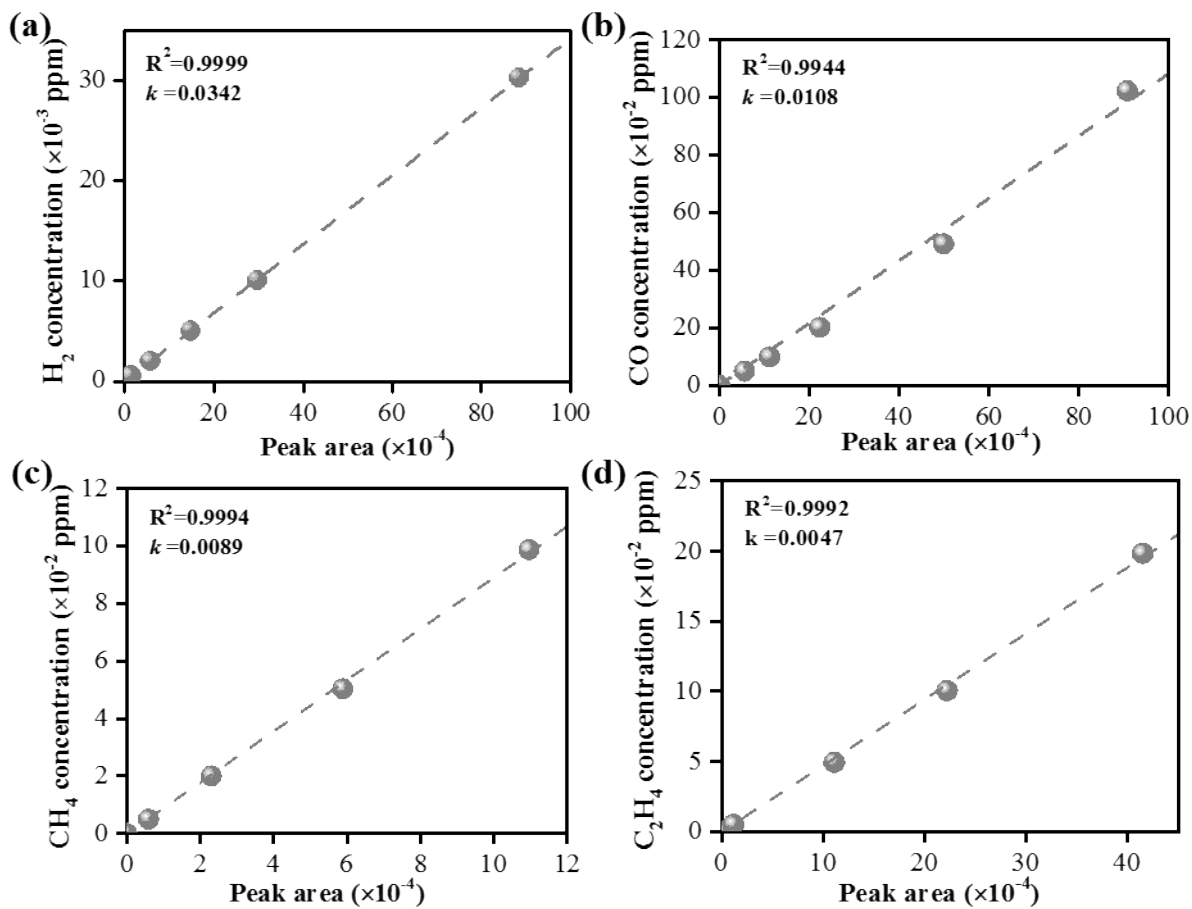 (a)
R²=0.9999
k =0.0342
H₂ concentration (×10⁻³ ppm)
30
20
10
0
0 20 40 60 80 100
Peak area (×10⁻⁴)
(b)
R²=0.9944
k =0.0108
CO concentration (×10⁻² ppm)
120
100
80
60
40
20
0
0 20 40 60 80 100
Peak area (×10⁻⁴)
(c)
R²=0.9994
k =0.0089
CH₄ concentration (×10⁻² ppm)
12
10
8
6
4
2
0
0 2 4 6 8 10 12
Peak area (×10⁻⁴)
(d)
R²=0.9992
k =0.0047
C₂H₄ concentration (×10⁻² ppm)
25
20
15
10
5
0
0 10 20 30 40
Peak area (×10⁻⁴)